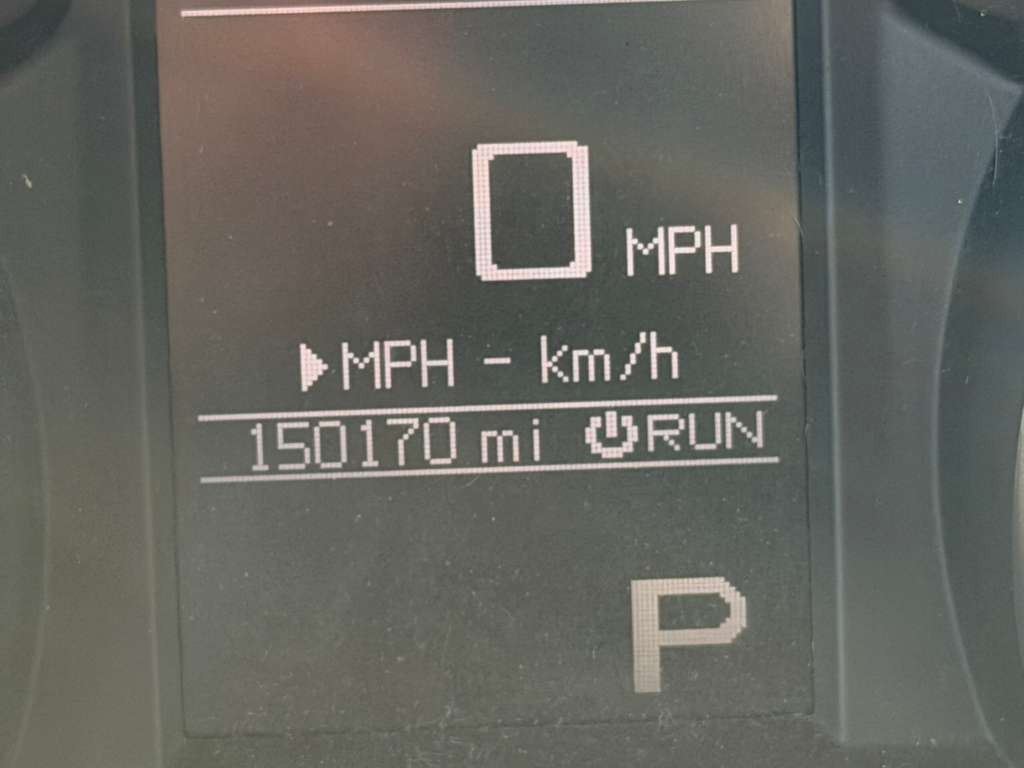 0 MPH
MPH - km/h
150170 mi RUN
P